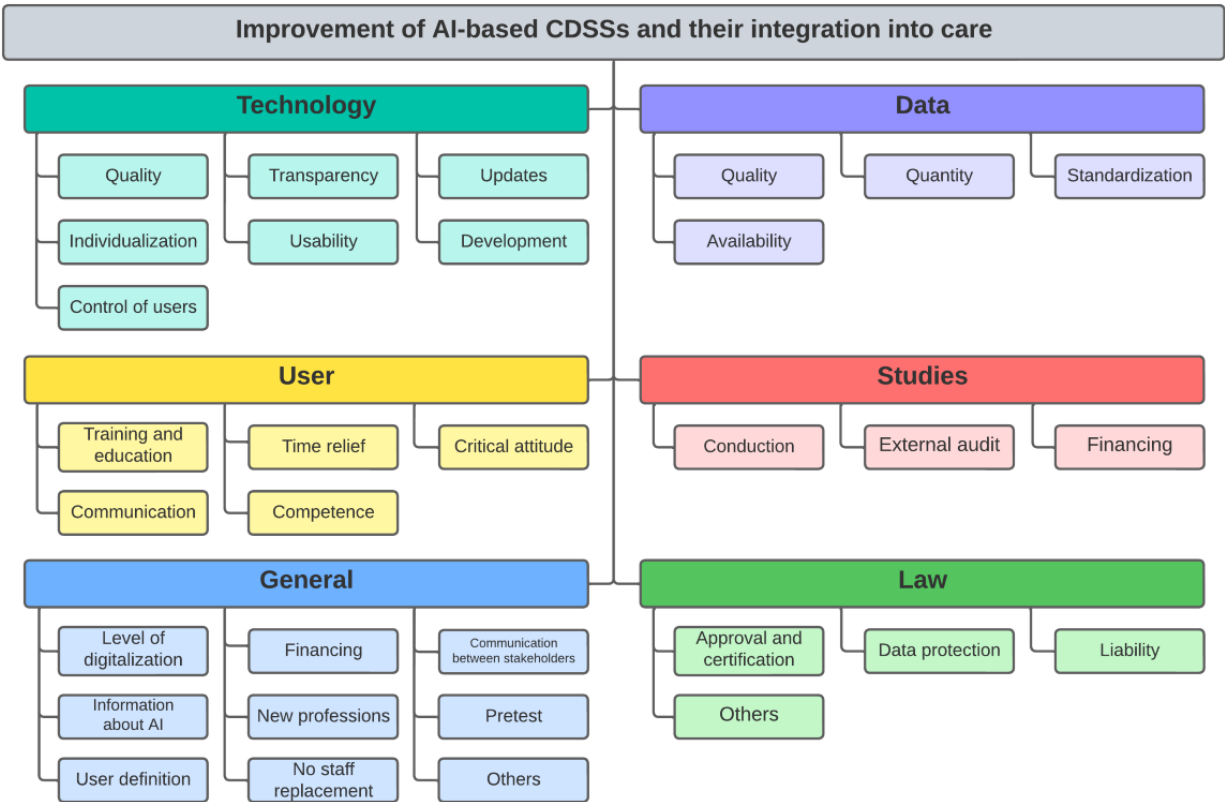 Improvement of AI-based CDSSs and their integration into care
Technology
Quality
Transparency
Updates
Individualization
Usability
Development
Control of users
Data
Quality
Quantity
Standardization
Availability
User
Training and
education
Time relief
Critical attitude
Communication
Competence
Studies
Conduction
External audit
Financing
General
Level of
digitalization
Financing
Communication
between stakeholders
Information
about AI
New professions
Pretest
User definition
No staff
replacement
Others
Law
Approval and
certification
Data protection
Liability
Others